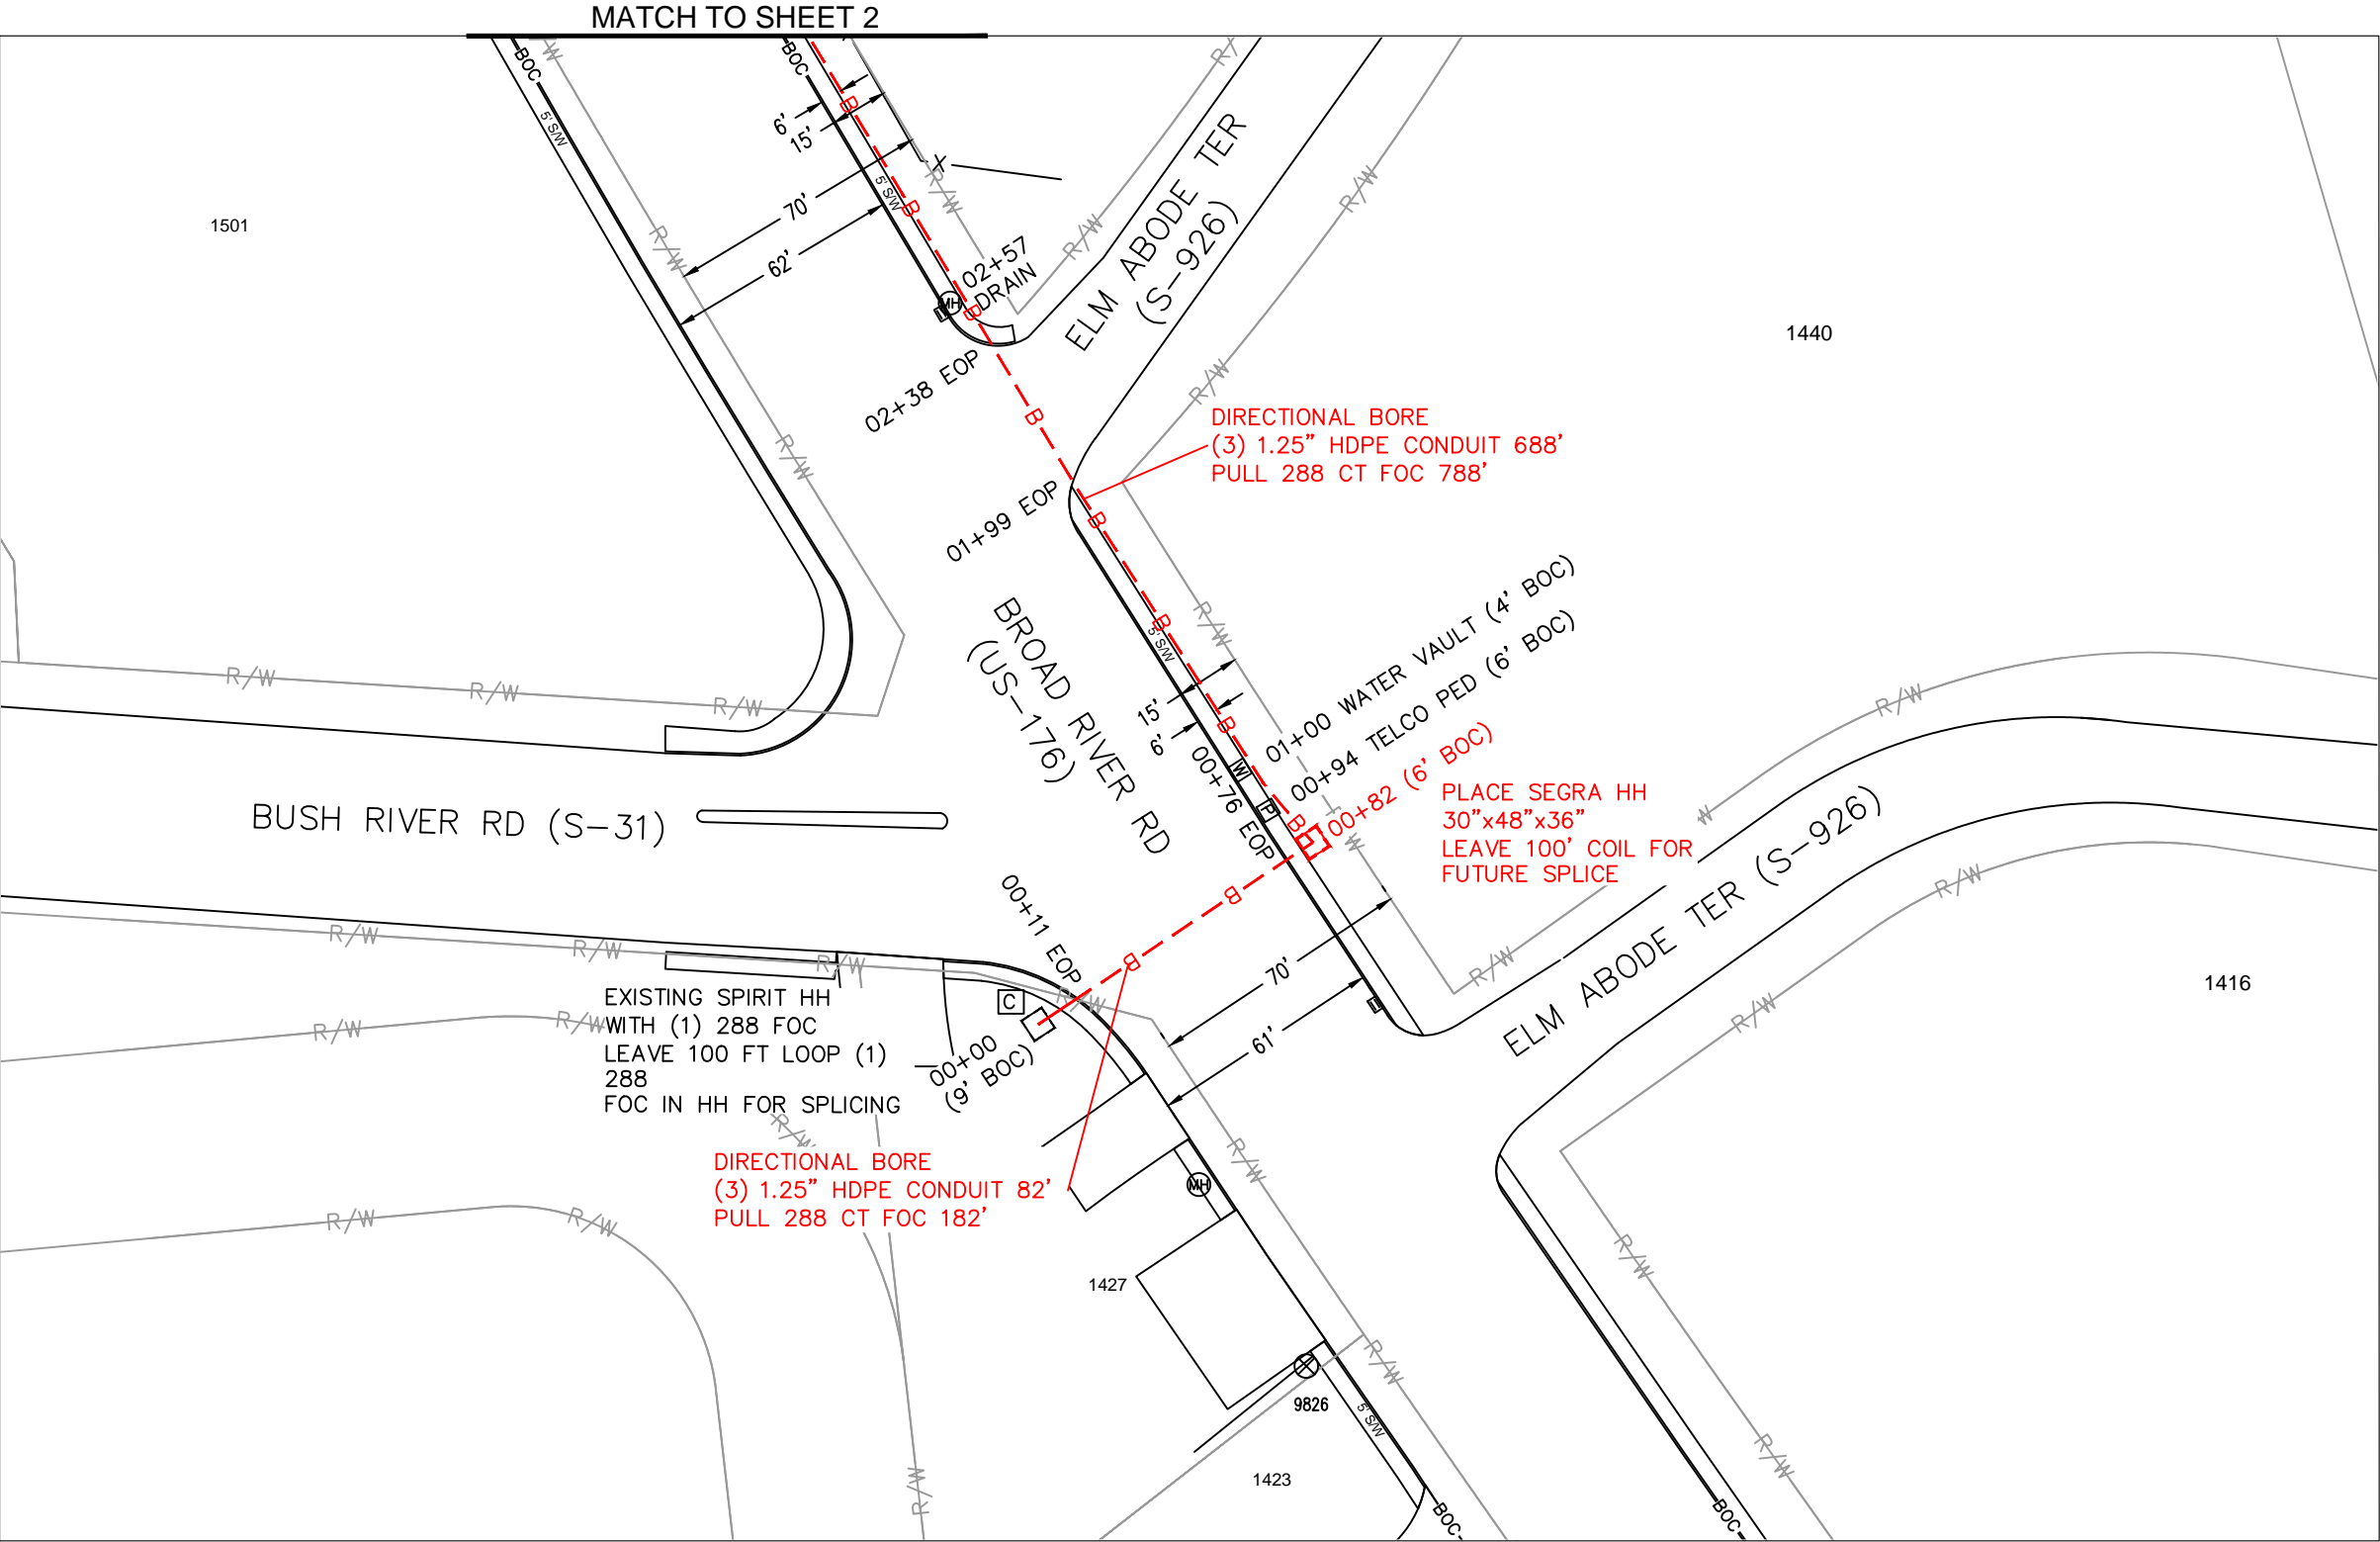 MATCH TO SHEET 2
BOC
R/W
BOC
R/
5' S/W
B
6'
15'
X
R/W
5' S/W
70'
B
62'
R/W
R/W
R/W
1501
ELM ABODE TER
(S-926)
02+57
DRAIN
MH
B
1440
R/W
02+38 EOP
B
DIRECTIONAL BORE
(3) 1.25" HDPE CONDUIT 688'
PULL 288 CT FOC 788'
R/W
01+99 EOP
B
BROAD RIVER RD
(US-176)
B
5' S/W
R/W
01+00 WATER VAULT (4' BOC)
00+94 TELCO PED (6' BOC)
00+82 (6' BOC)
15'
6'
B
W
P
B
00+76 EOP
W
R/W
R/W
R/W
R/W
W
PLACE SEGRA HH
30"x48"x36"
LEAVE 100' COIL FOR
FUTURE SPLICE
BUSH RIVER RD (S-31)
00+11 EOP
B
B
ELM ABODE TER (S-926)
R/W
R/W
R/W
R/W
R/W
R/W
R/W
70'
61'
1416
C
EXISTING SPIRIT HH
WITH (1) 288 FOC
LEAVE 100 FT LOOP (1)
288
FOC IN HH FOR SPLICING
00+00
(9' BOC)
R/W
R/W
R/W
DIRECTIONAL BORE
(3) 1.25" HDPE CONDUIT 82'
PULL 288 CT FOC 182'
R/W
MH
R/W
R/W
R/W
1427
R/W
9826
5' S/W
R/W
1423
R/W
BOC
BOC